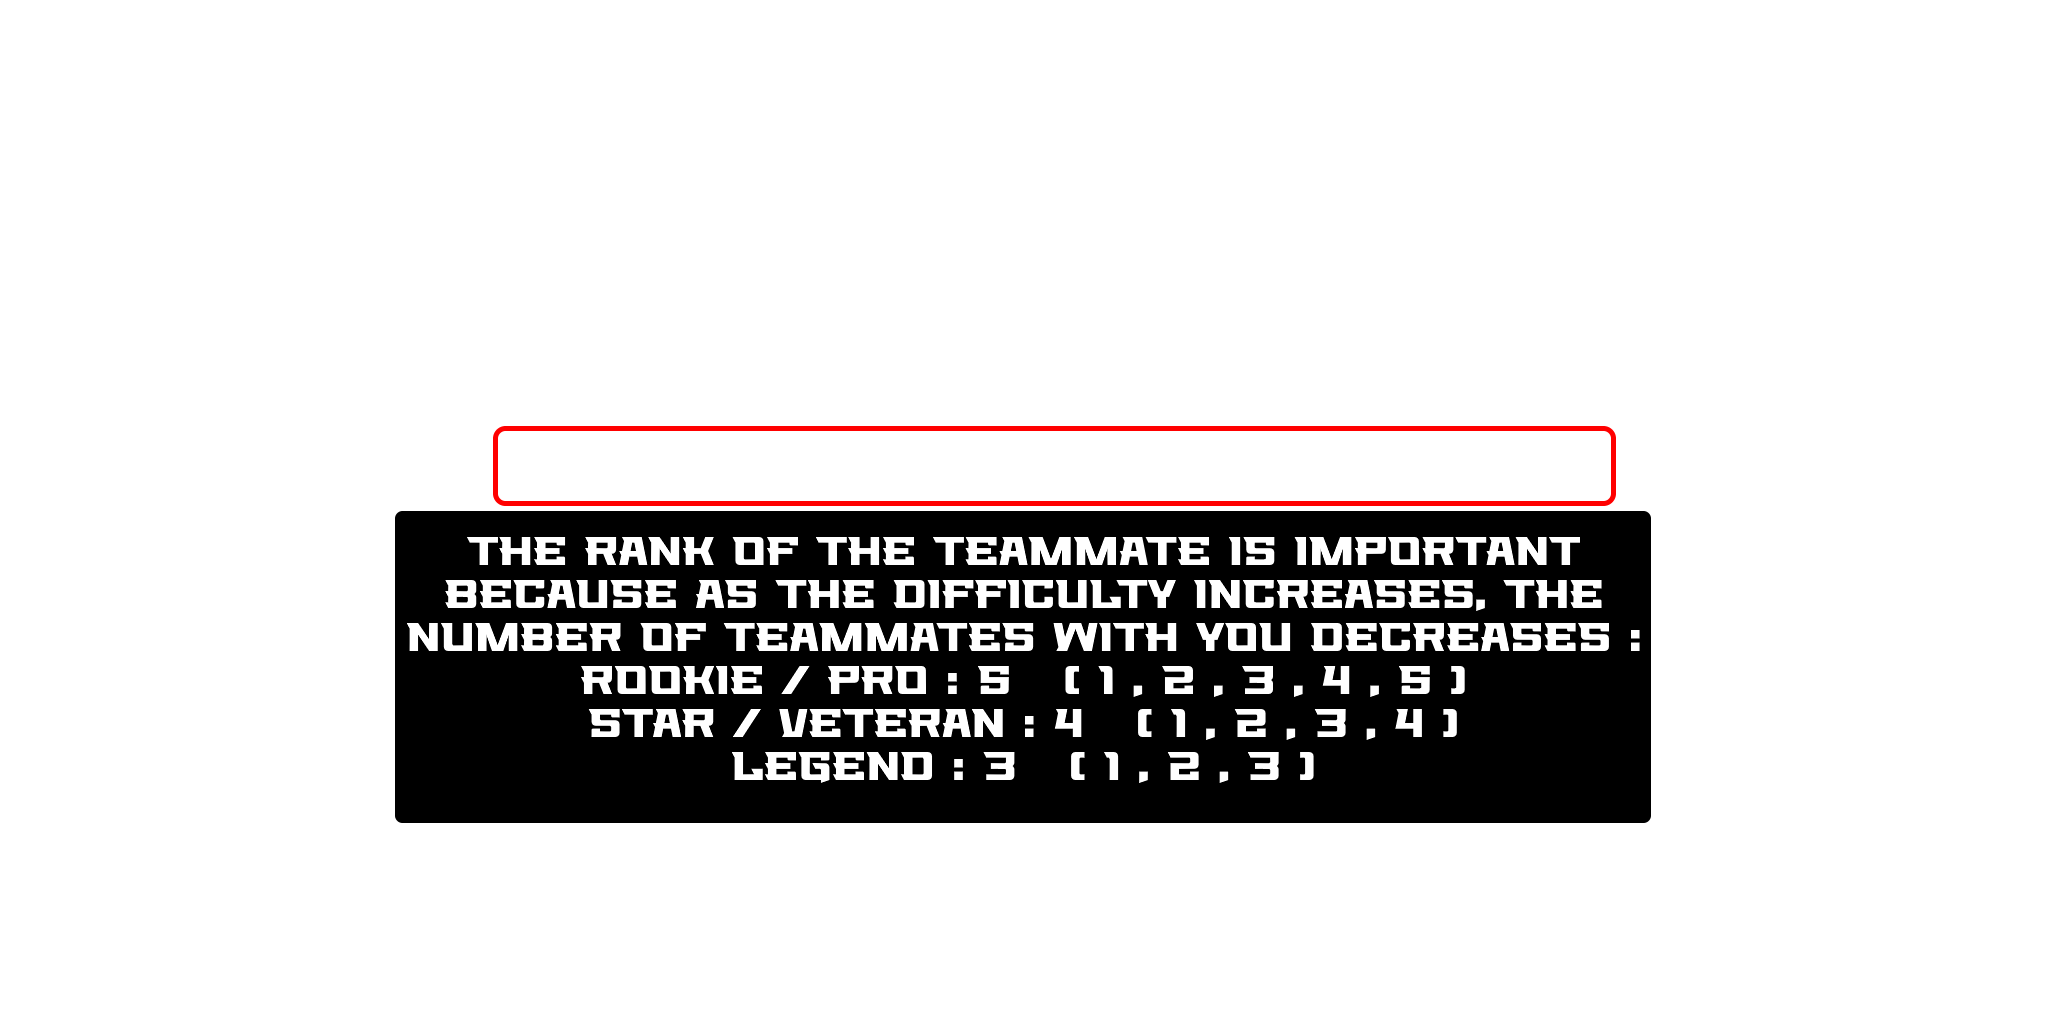 THE RANK OF THE TEAMMATE IS IMPORTANT
BECAUSE AS THE DIFFICULTY INCREASES, THE
NUMBER OF TEAMMATES WITH YOU DECREASES :
ROOKIE / PRO : 5 ( 1 , 2 , 3 , 4 , 5 )
STAR / VETERAN : 4 ( 1 , 2 , 3 , 4 )
LEGEND : 3 ( 1 , 2 , 3 )